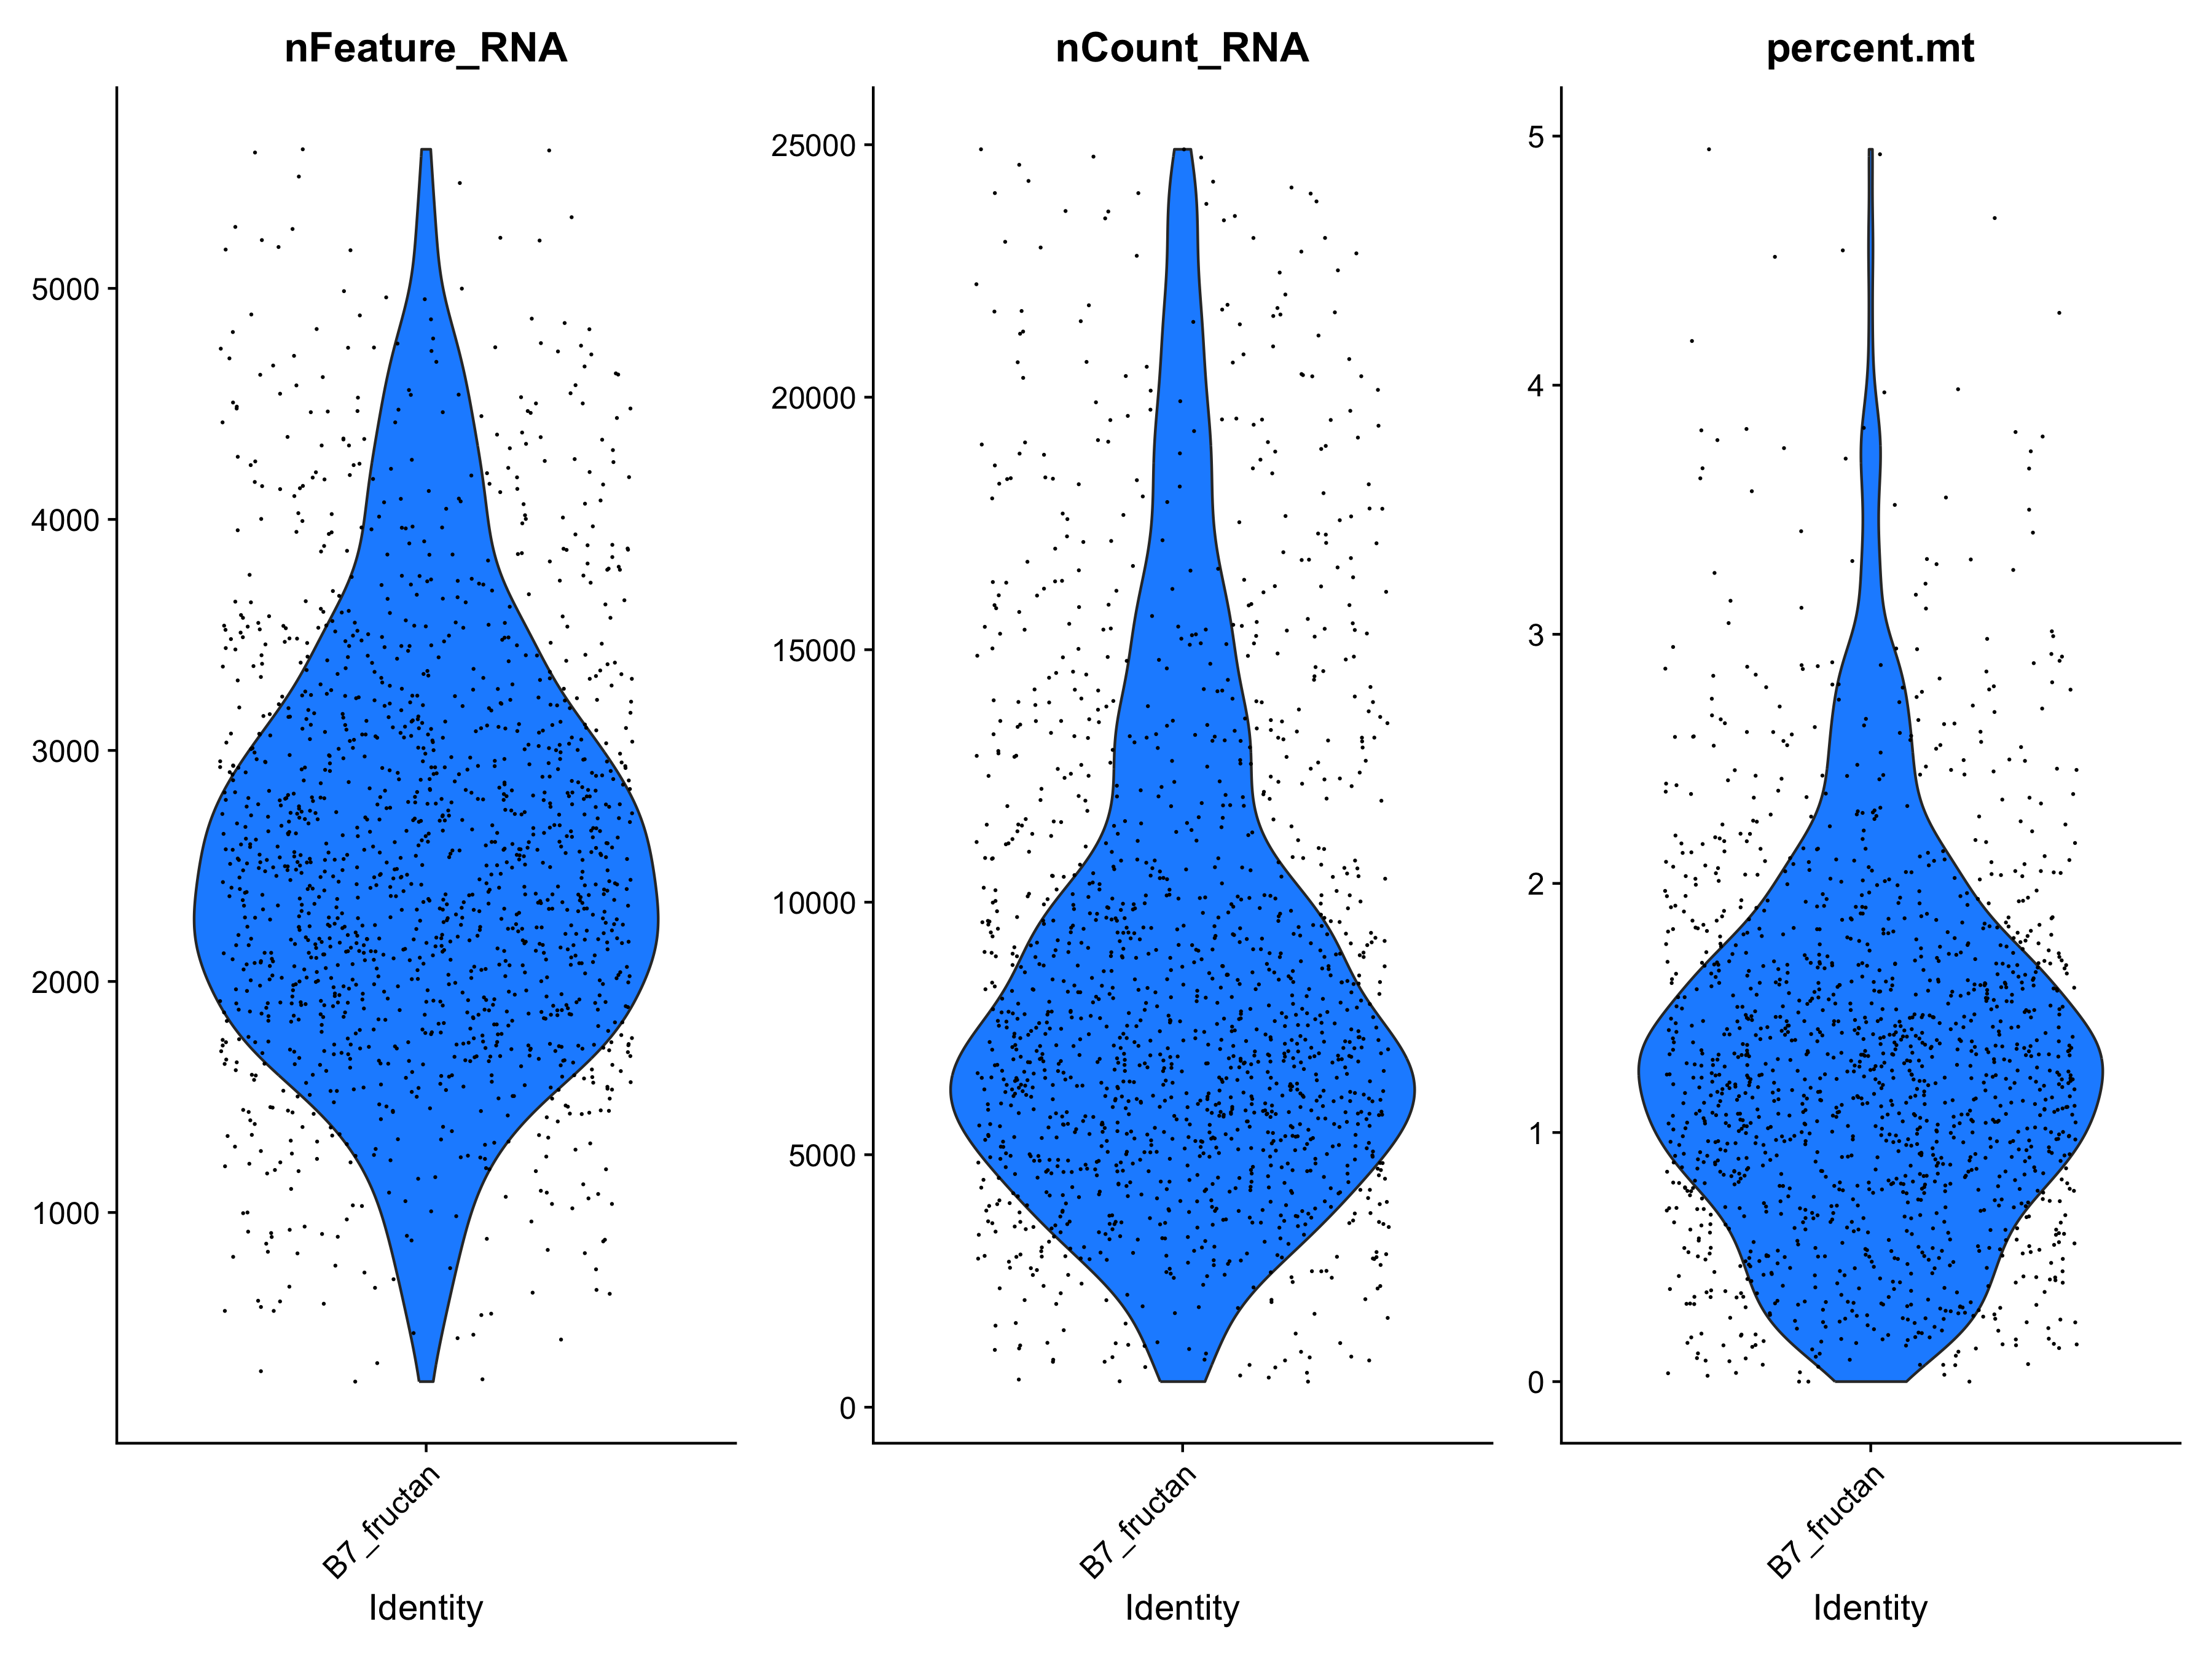 nFeature_RNA
5000
4000
3000
2000
1000
B7_fructan
Identity
nCount_RNA
25000
20000
15000
10000
5000
0
B7_fructan
Identity
percent.mt
5
4
3
2
1
0
B7_fructan
Identity